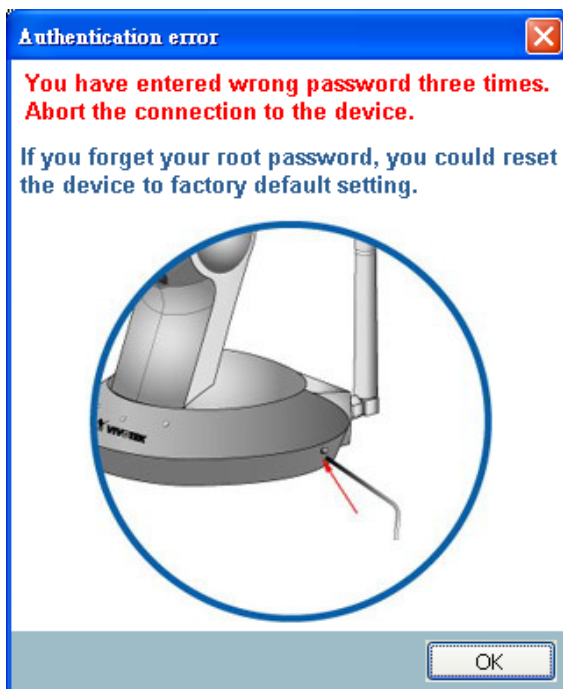 Authentication error
You have entered wrong password three times.
Abort the connection to the device.
If you forget your root password, you could reset
the device to factory default setting.
VIVOTEK
OK